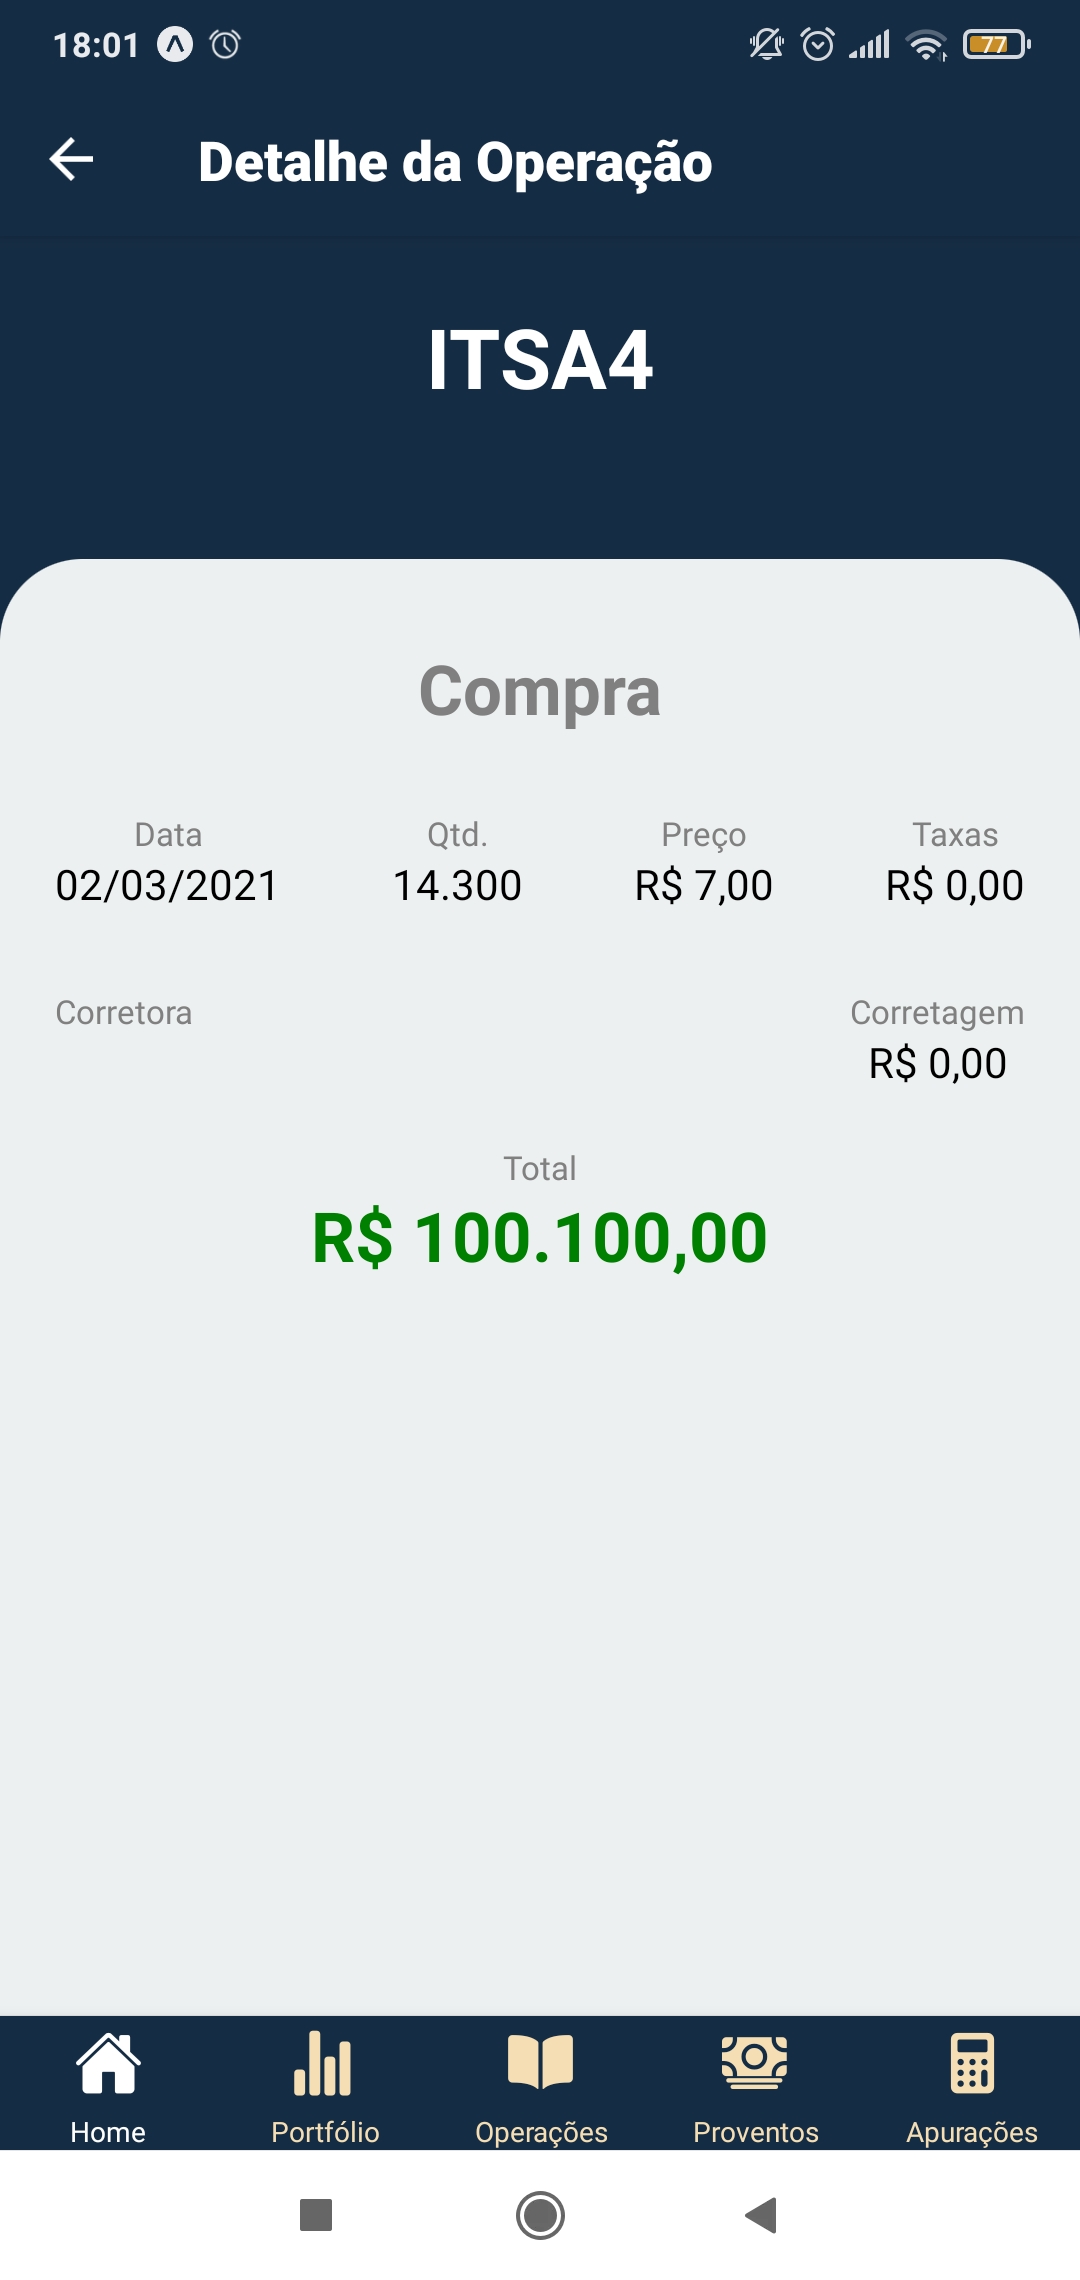 18:01
77
Detalhe da Operação
ITSA4
Compra
Data Qtd. Preço Taxas
02/03/2021 14.300 R$ 7,00 R$ 0,00
Corretora Corretagem
R$ 0,00
Total
R$ 100.100,00
Home Portfólio Operações Proventos Apurações